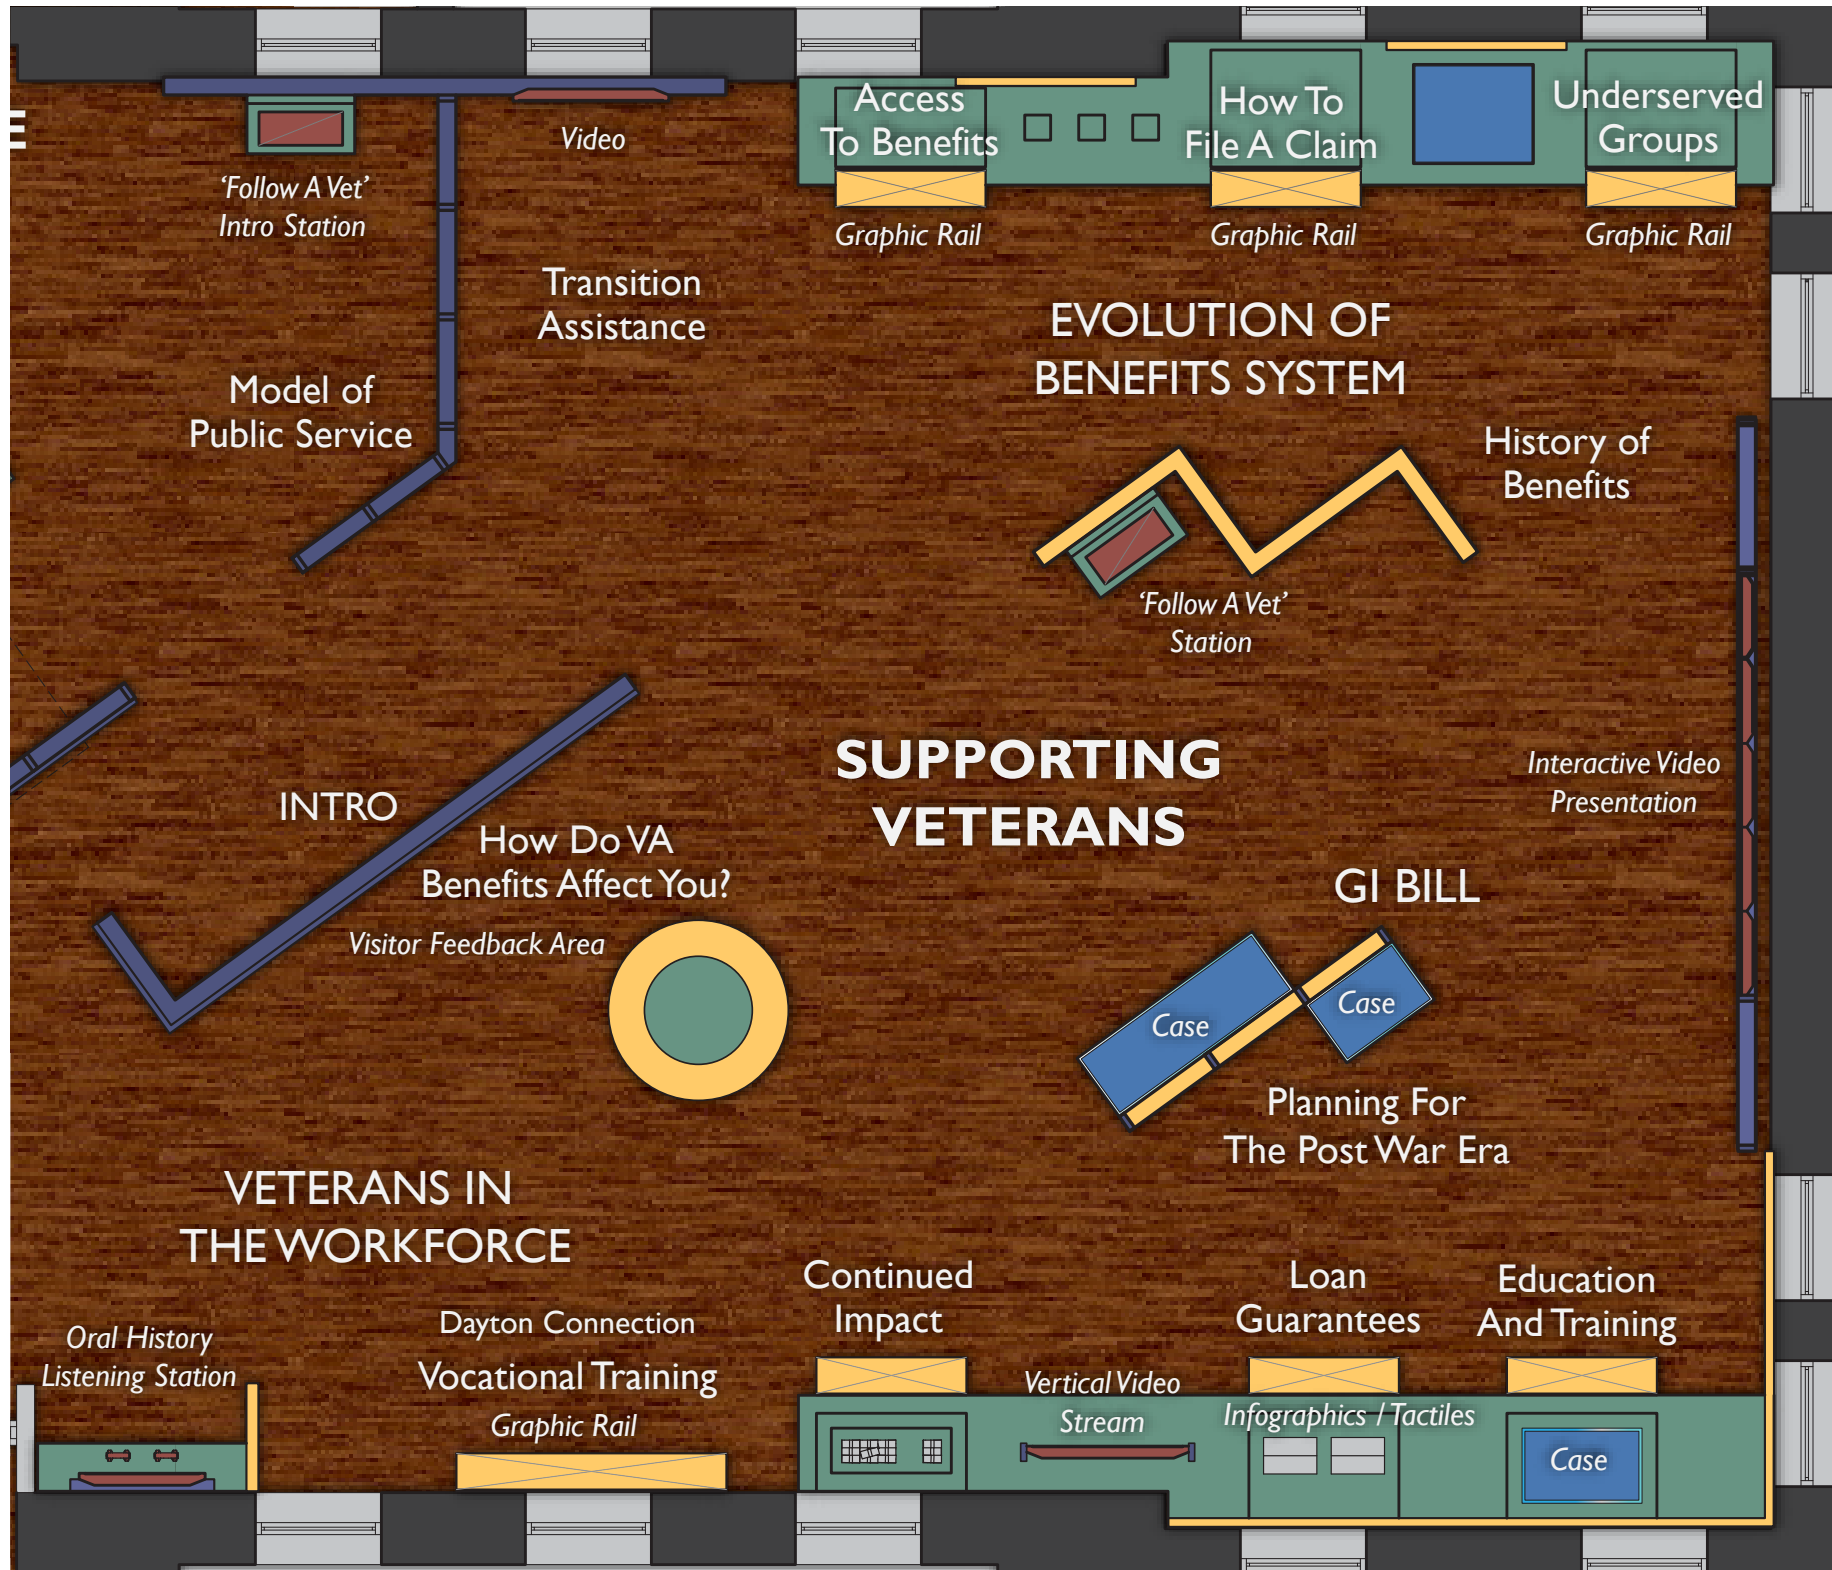 E
Access
To Benefits
How To
File A Claim
Underserved
Groups
Video
‘Follow A Vet’
Intro Station
Graphic Rail
Graphic Rail
Graphic Rail
Transition
Assistance
EVOLUTION OF
BENEFITS SYSTEM
Model of
Public Service
History of
Benefits
‘Follow A Vet’
Station
SUPPORTING
VETERANS
Interactive Video
Presentation
INTRO
How Do VA
Benefits Affect You?
Visitor Feedback Area
GI BILL
Case
Case
Planning For
The Post War Era
VETERANS IN
THE WORKFORCE
Continued
Impact
Loan
Guarantees
Education
And Training
Oral History
Listening Station
Dayton Connection
Vocational Training
Graphic Rail
Vertical Video
Stream
Infographics / Tactiles
Case